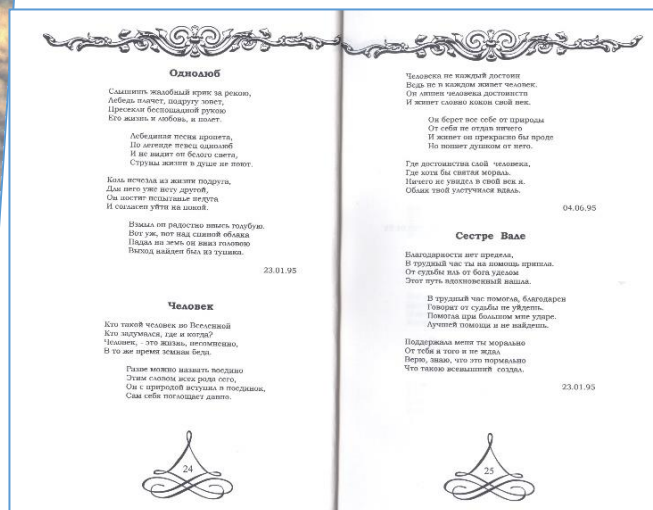 Однолюб
Слышишь жалобный крик за рекою,
Лебедь плачет, подругу зовет,
Пресекли беспощадной рукою
Его жизнь и любовь, и полет.
Лебединая песня пропета,
По легенде певец однолюб
И не видит он белого света,
Струны жизни в душе не поют.
Коль исчезла из жизни подруга,
Для него уже нету другой,
Он постиг испытанье недуга
И согласен уйти на покой.
Взмыл он радостно ввысь голубую.
Вот уж, вот над спиной облака
Падал на земь он вниз головою
Выход найден был из тупика.
23.01.95
Человек
Кто такой человек во Вселенной
Кто задумался, где и когда?
Человек, - это жизнь, несомненно,
В то же время земная беда.
Разве можно назвать воедино
Этим словом всех рода сего,
Он с природой вступил в поединок,
Сам себя поглощает давно.
24
Человека не каждый достоин
Ведь не в каждом живет человек.
Он лишен человека достоинств
И живет словно кокон свой век.
Он берет все себе от природы
От себя не отдав ничего
И живет он прекрасно бы вроде
Но воняет душком от него.
Где достоинства слой человека,
Где хотя бы святая мораль.
Ничего не увидел в свой век я.
Облик твой улетучился вдаль.
04.06.95
Сестре Вале
Благодарности нет предела,
В трудный час ты на помощь пришла.
От судьбы иль от бога уделом
Этот путь вдохновенный нашла.
В трудный час помогла, благодарен
Говорят от судьбы не уйдешь.
Помогла при большом мне ударе.
Лучшей помощи и не найдешь.
Поддержала меня ты морально
От тебя я того и не ждал
Верю, знаю, что это нормально
Что такою всевышний создал.
23.01.95
25